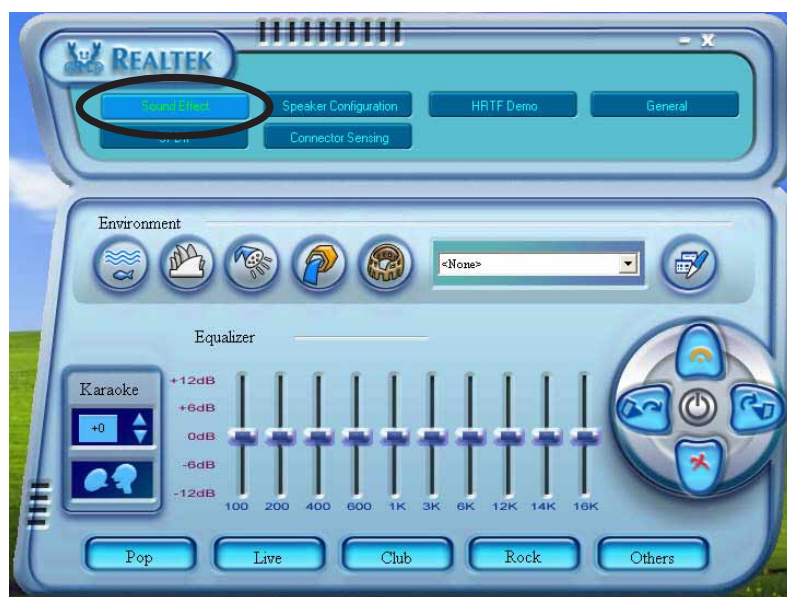 REALTEK
- X
Sound Effect Speaker Configuration HRTF Demo General
Connector Sensing
Environment
<None>
Equalizer
Karaoke
+0
+12dB
+6dB
0dB
-6dB
-12dB
100 200 400 600 1K 3K 6K 12K 14K 16K
Pop Live Club Rock Others